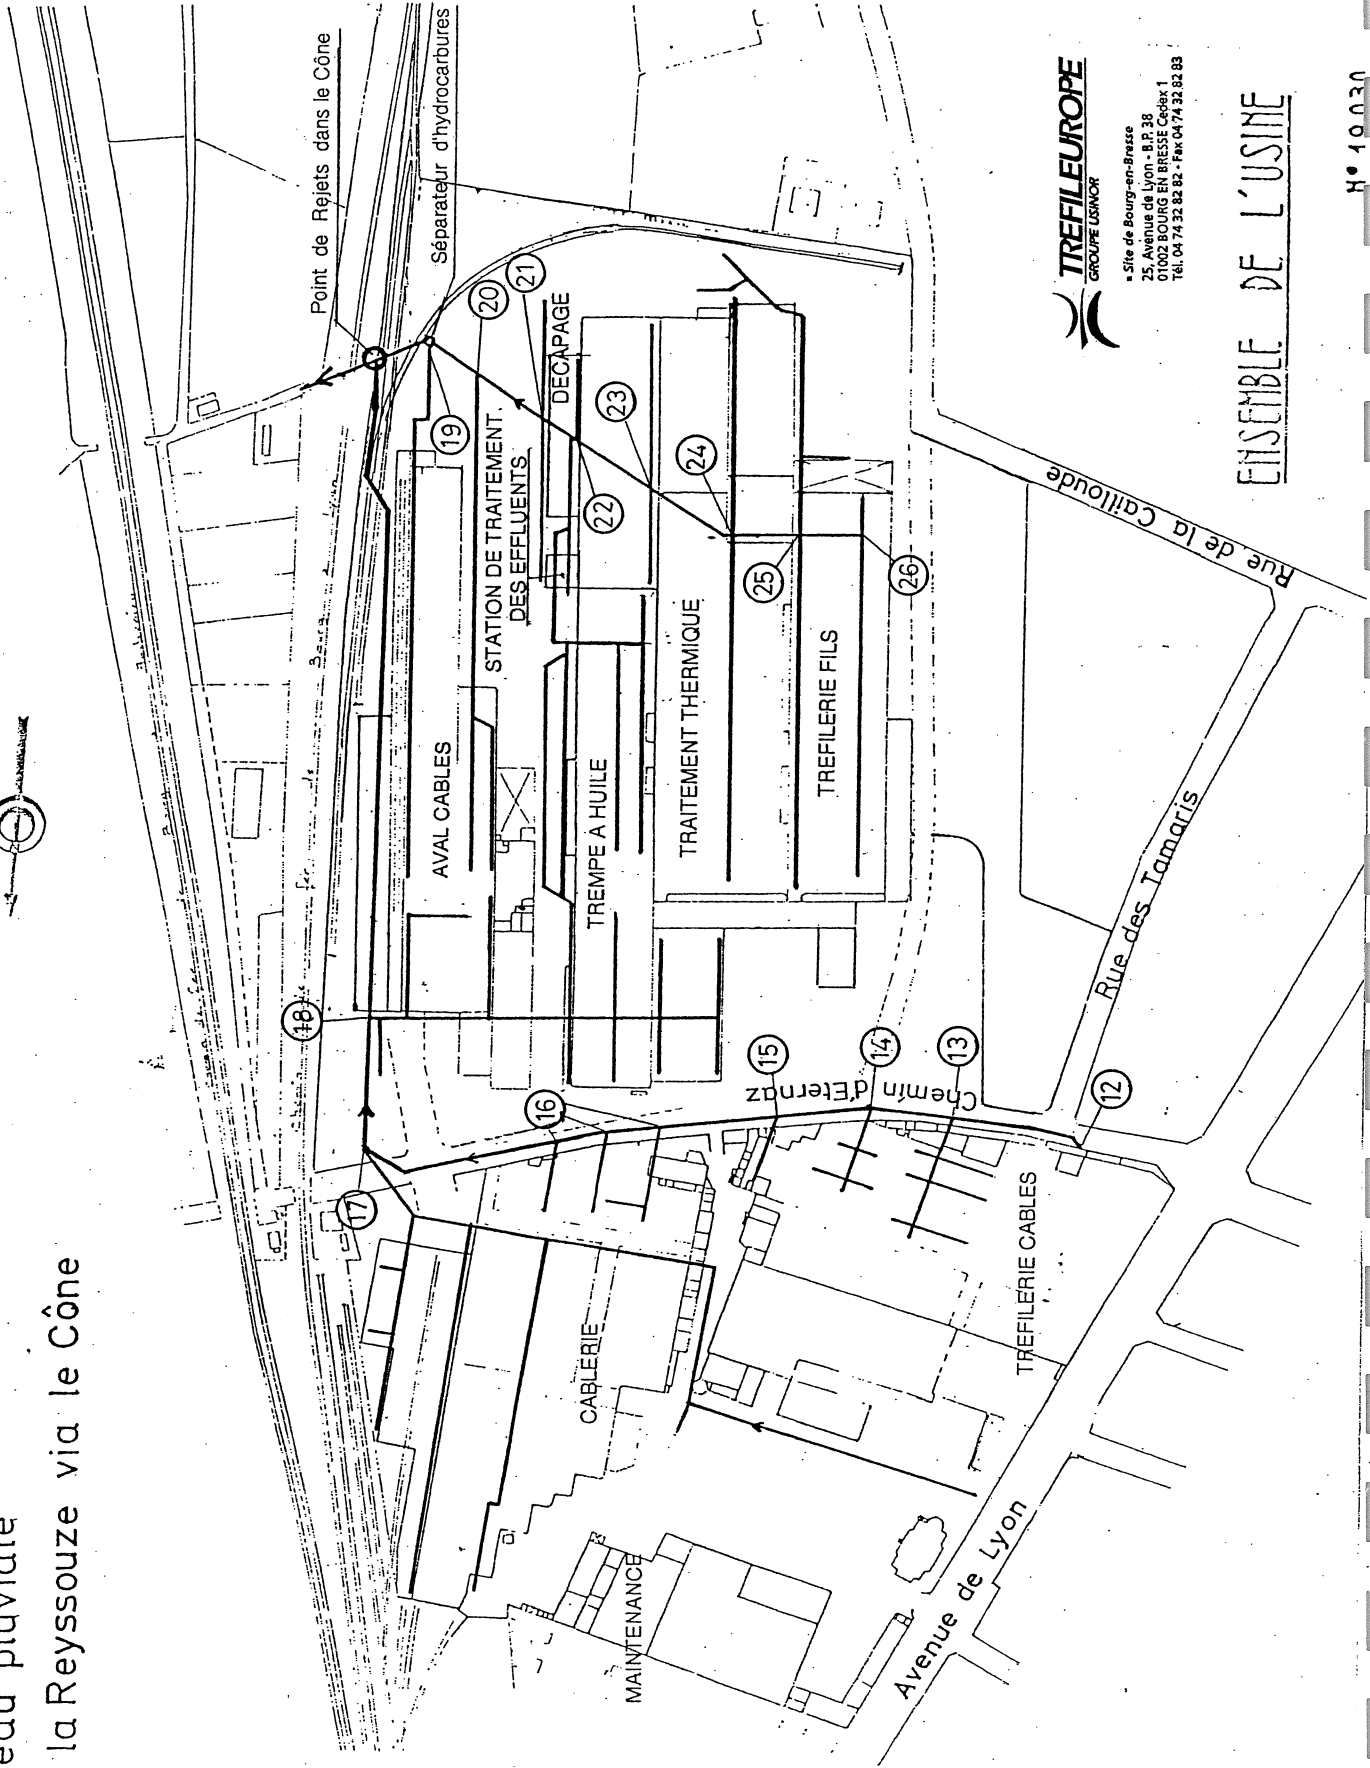 eau pluviale
la Reyssouze via le Cône
Point de Rejets dans le Cône
Séparateur d'hydrocarbures
21
20
DECAPAGE
19
STATION DE TRAITEMENT
DES EFFLUENTS
22
23
24
25
26
18
AVAL CABLES
TREMPE A HUILE
TRAITEMENT THERMIQUE
TREFILERIE FILS
17
16
15
14
13
12
Chemin
d'Eternaz
CABLERIE
TREFILERIE CABLES
MAINTENANCE
Avenue de Lyon
Rue des Tamaris
Rue de la Cailloude
TREFILEUROPE
GROUPE USINOR
Site de Bourg-en-Bresse
25, Avenue de Lyon - B.P. 38
01002 BOURG EN BRESSE Cedex 1
Tél. 04 74 32 82 82 - Fax 04 74 32 82 83
ENSEMBLE DE L'USINE
N° 19030